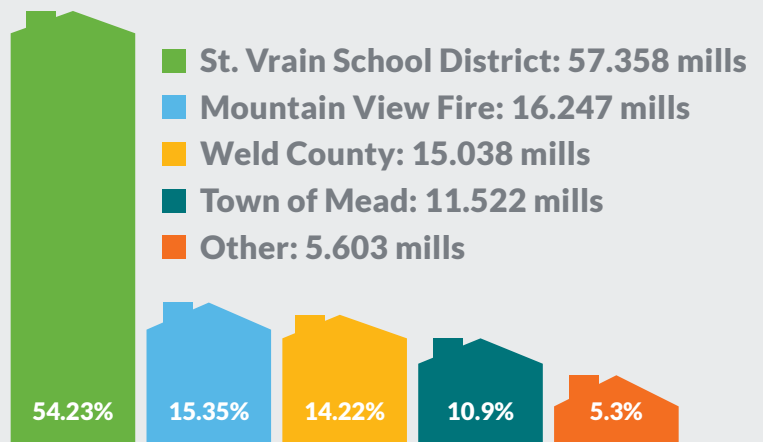 St. Vrain School District: 57.358 mills
Mountain View Fire: 16.247 mills
Weld County: 15.038 mills
Town of Mead: 11.522 mills
Other: 5.603 mills
54.23%
15.35%
14.22%
10.9%
5.3%